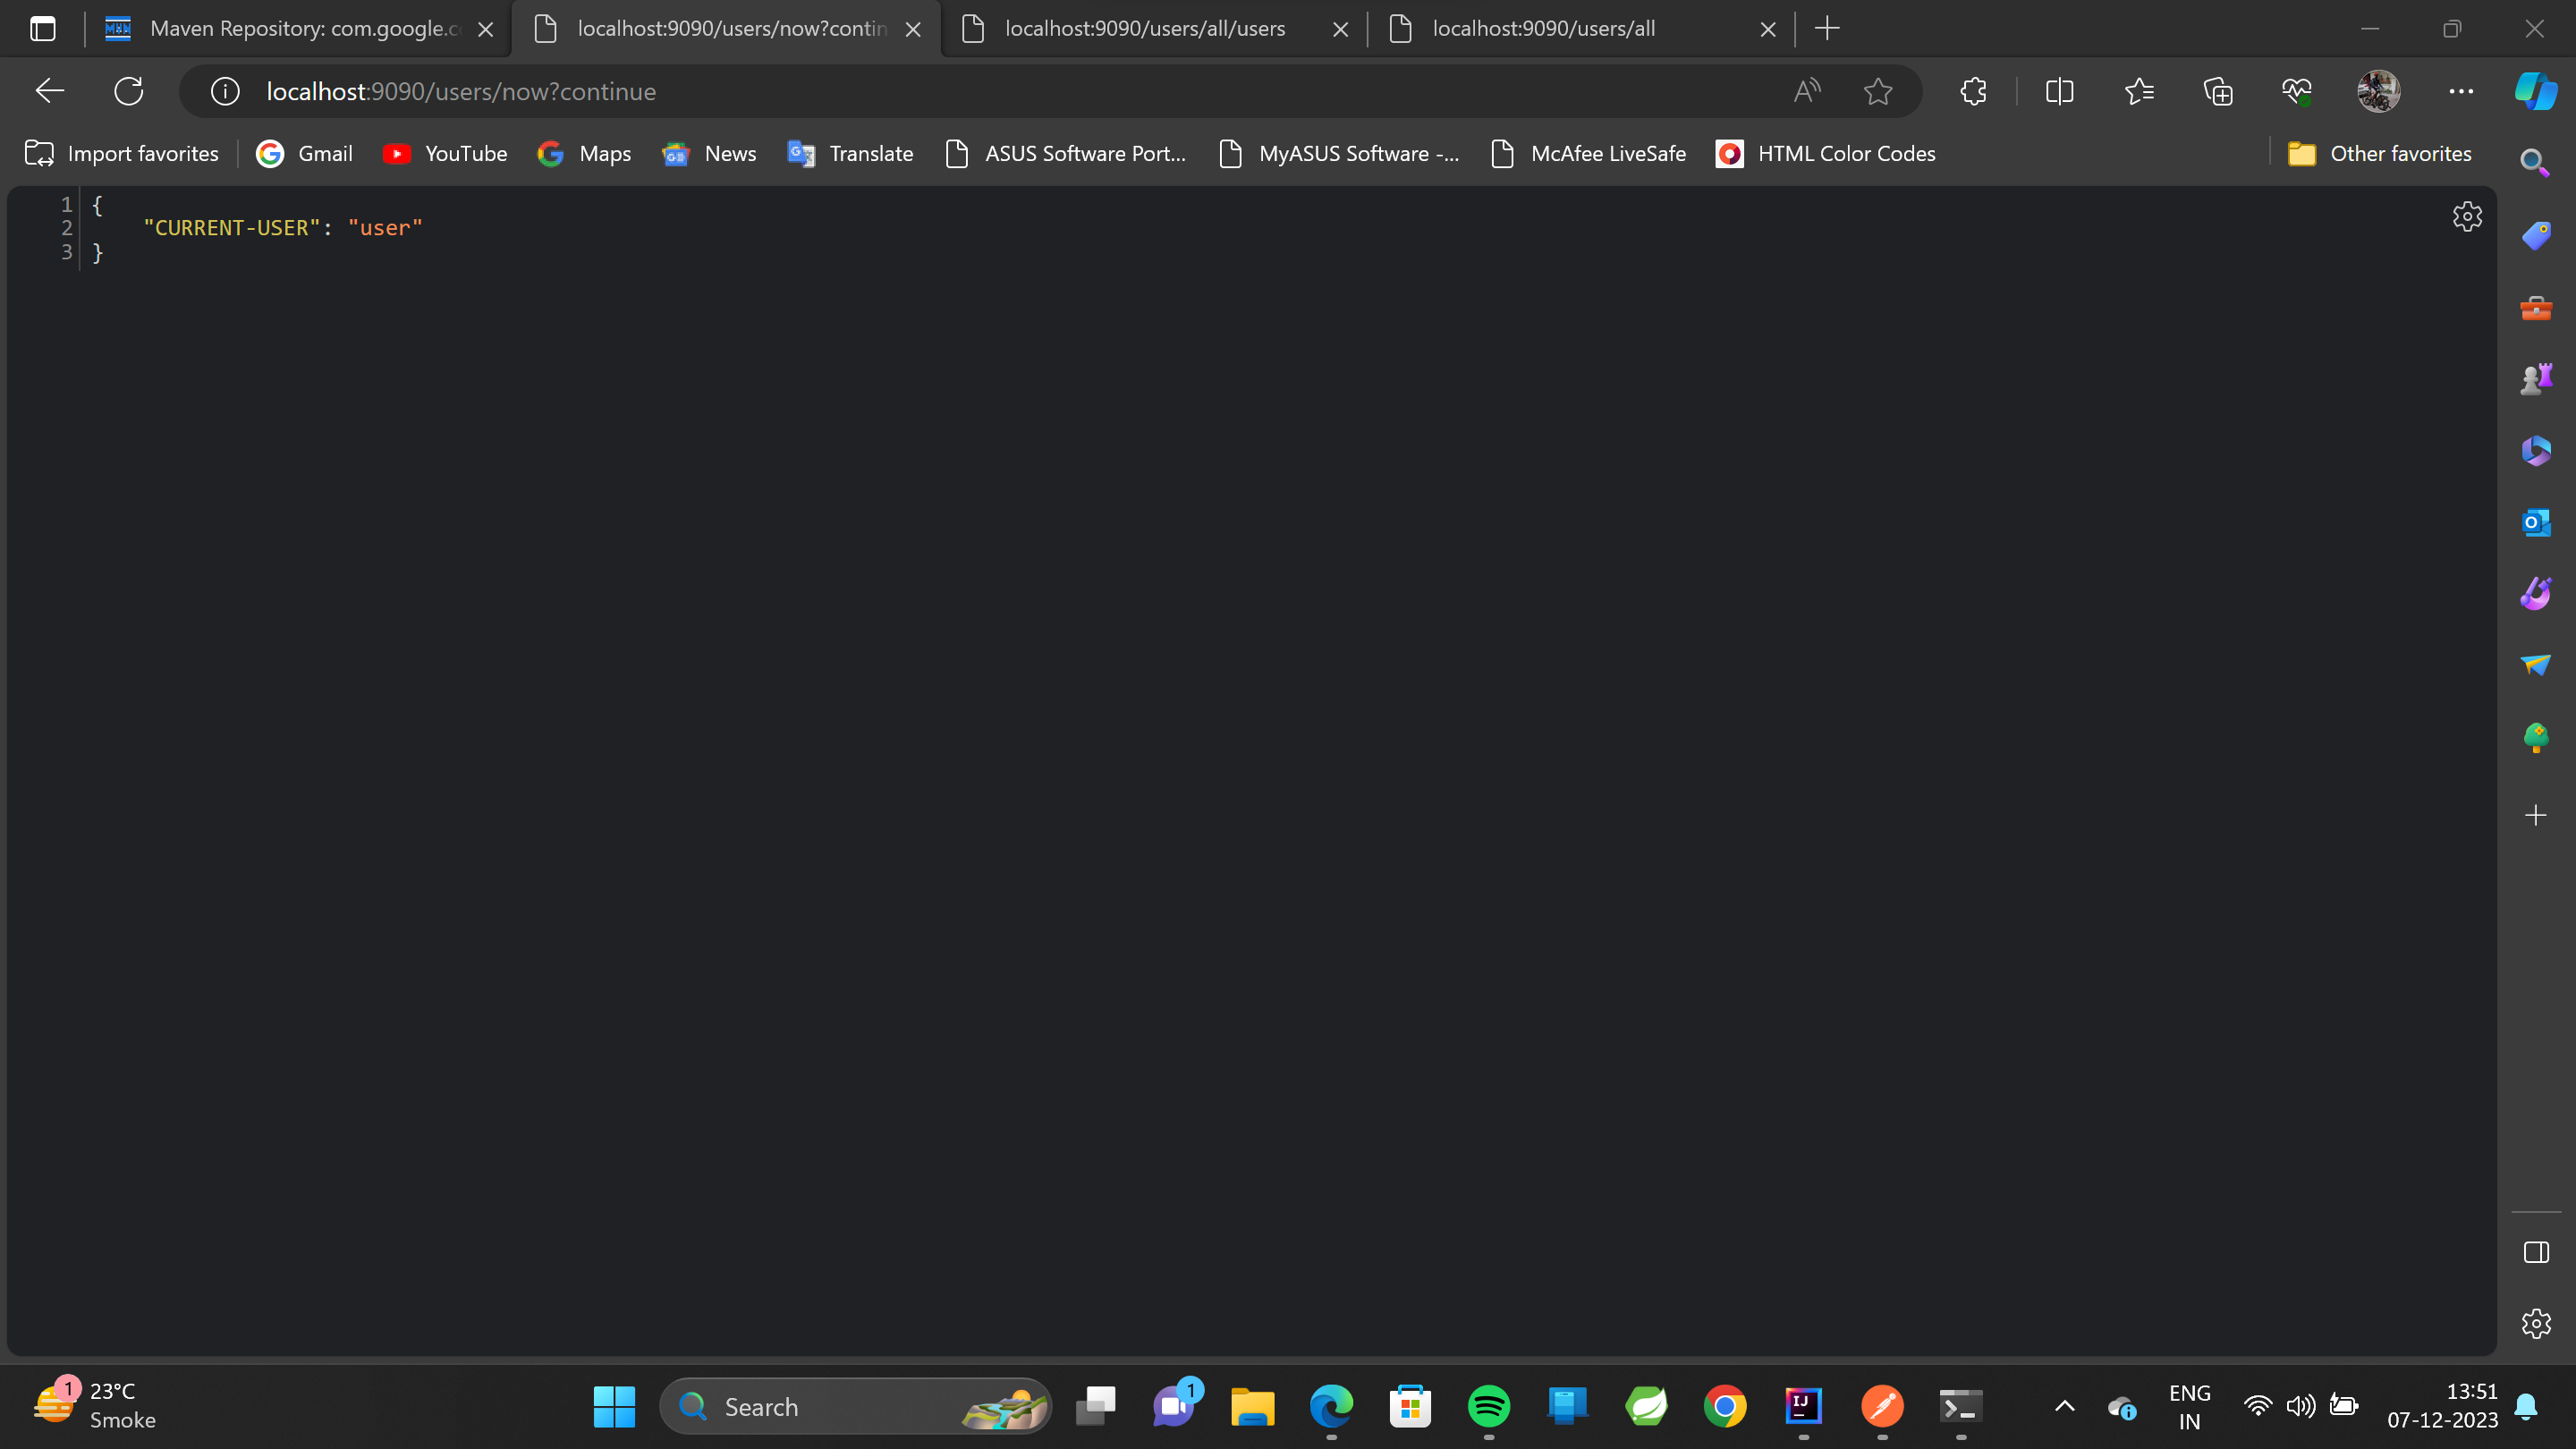 Maven Repository: com.google.c
localhost:9090/users/now?contin
localhost:9090/users/all/users
localhost:9090/users/all
localhost:9090/users/now?continue
Import favorites
Gmail
YouTube
Maps
News
Translate
ASUS Software Port...
MyASUS Software -...
McAfee LiveSafe
HTML Color Codes
Other favorites
1 {
2 "CURRENT-USER": "user"
3 }
1
23°C
Smoke
Search
1
ENG
IN
13:51
07-12-2023